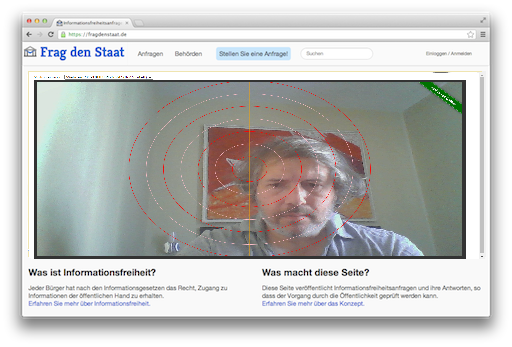 Informationsfreiheitsanfrage
https://fragdenstaat.de
Frag den Staat
Anfragen
Behörden
Stellen Sie eine Anfrage!
Suchen
Einloggen / Anmelden
Was ist Informationsfreiheit?
Jeder Bürger hat nach den Informationsgesetzen das Recht, Zugang zu
Informationen der öffentlichen Hand zu erhalten.
Erfahren Sie mehr über Informationsfreiheit.
Was macht diese Seite?
Diese Seite veröffentlicht Informationsfreiheitsanfragen und ihre Antworten, so
dass der Vorgang durch die Öffentlichkeit geprüft werden kann.
Erfahren Sie mehr über das Konzept.